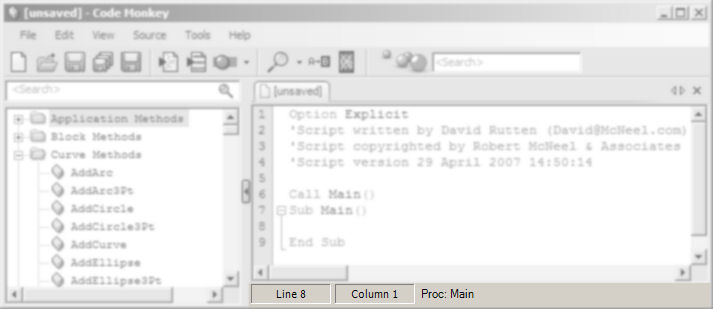 [unsaved] - Code Monkey
File Edit View Source Tools Help
A→B <Search>
<Search>
[unsaved]
Application Methods
Block Methods
Curve Methods
AddArc
AddArc3Pt
AddCircle
AddCircle3Pt
AddCurve
AddEllipse
AddEllipse3Pt
1 Option Explicit
2 'Script written by David Rutten (David@McNeel.com)
3 'Script copyrighted by Robert McNeel & Associates
4 'Script version 29 April 2007 14:50:14
5
6 Call Main()
7 Sub Main()
8
9 End Sub
Line 8 Column 1 Proc: Main